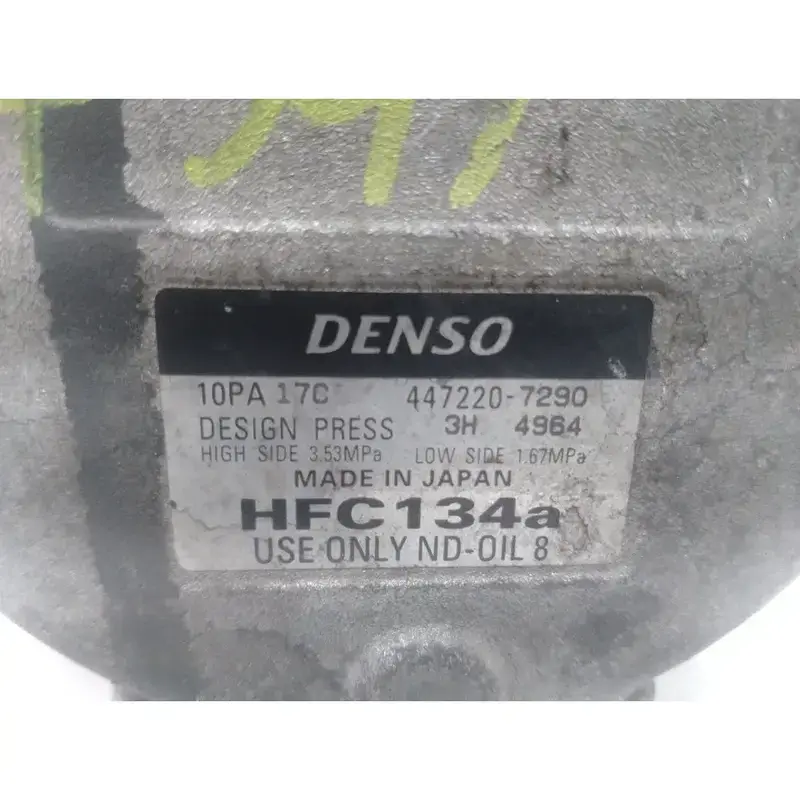 DENSO
10PA 17C 447220-7290
DESIGN PRESS 3H 4964
HIGH SIDE 3.53MPa LOW SIDE 1.67MPa
MADE IN JAPAN
HFC134a
USE ONLY ND-OIL 8